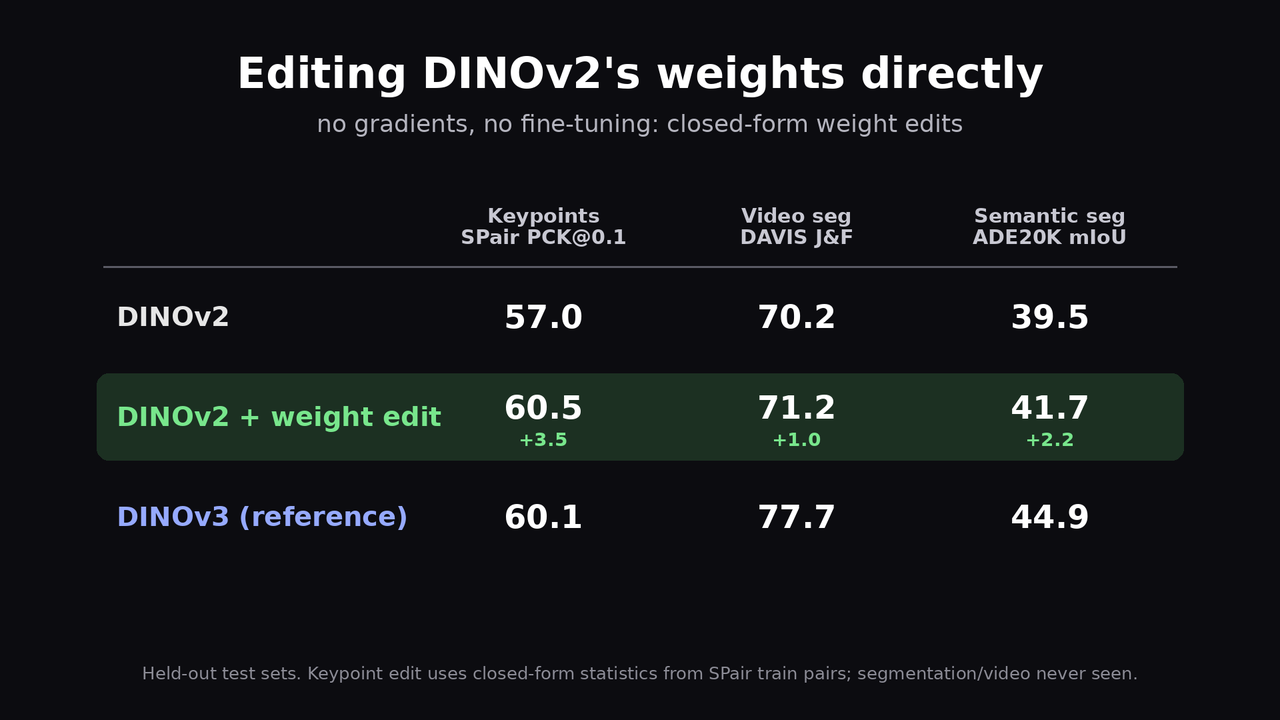 Editing DINOv2's weights directly
no gradients, no fine-tuning: closed-form weight edits
Keypoints Video seg Semantic seg
SPair PCK@0.1 DAVIS J&F ADE20K mIoU
DINOv2 57.0 70.2 39.5
DINOv2 + weight edit 60.5 71.2 41.7
+3.5 +1.0 +2.2
DINOv3 (reference) 60.1 77.7 44.9
Held-out test sets. Keypoint edit uses closed-form statistics from SPair train pairs; segmentation/video never seen.